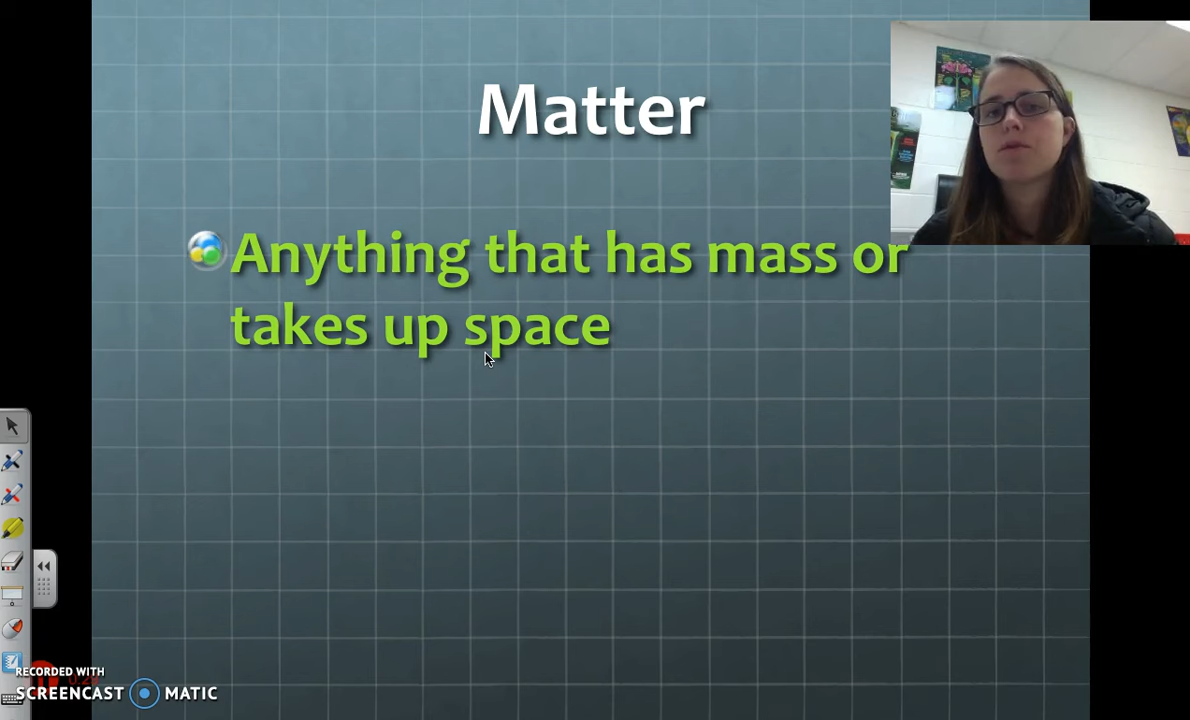 Matter
Anything that has mass or
takes up space
RECORDED WITH
SCREENCAST MATIC